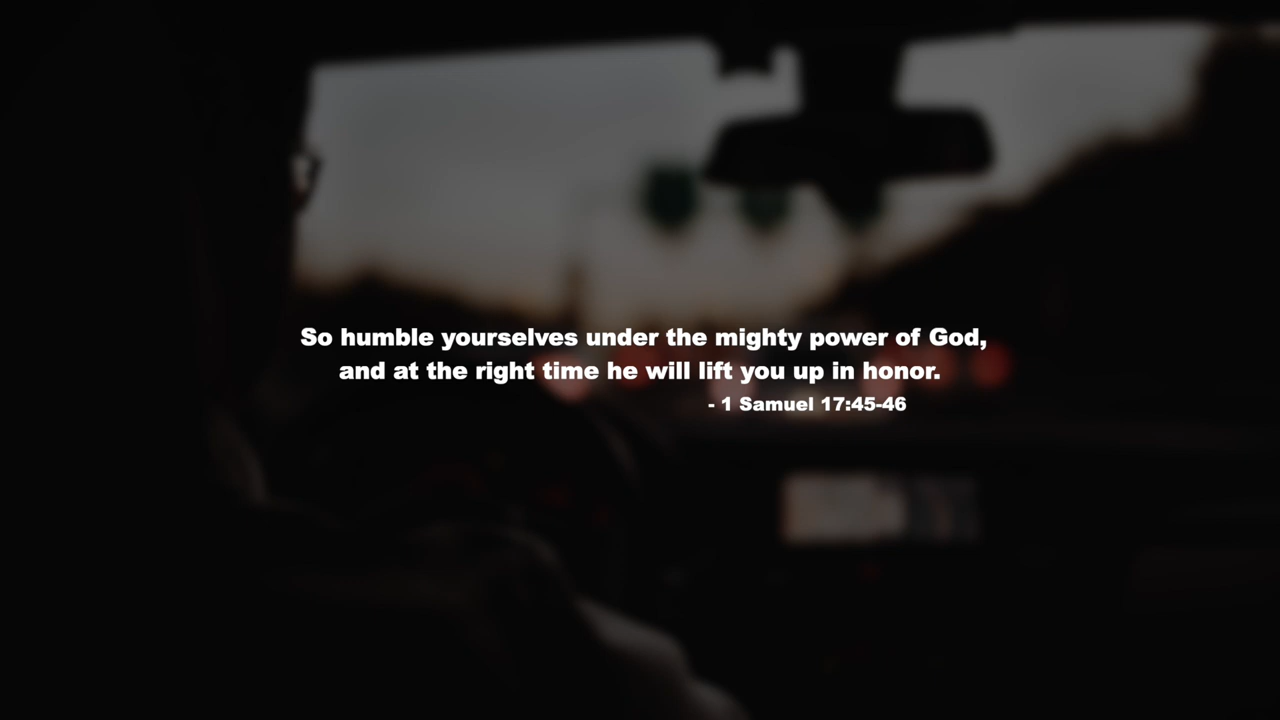 So humble yourselves under the mighty power of God,
and at the right time he will lift you up in honor.
- 1 Samuel 17:45-46